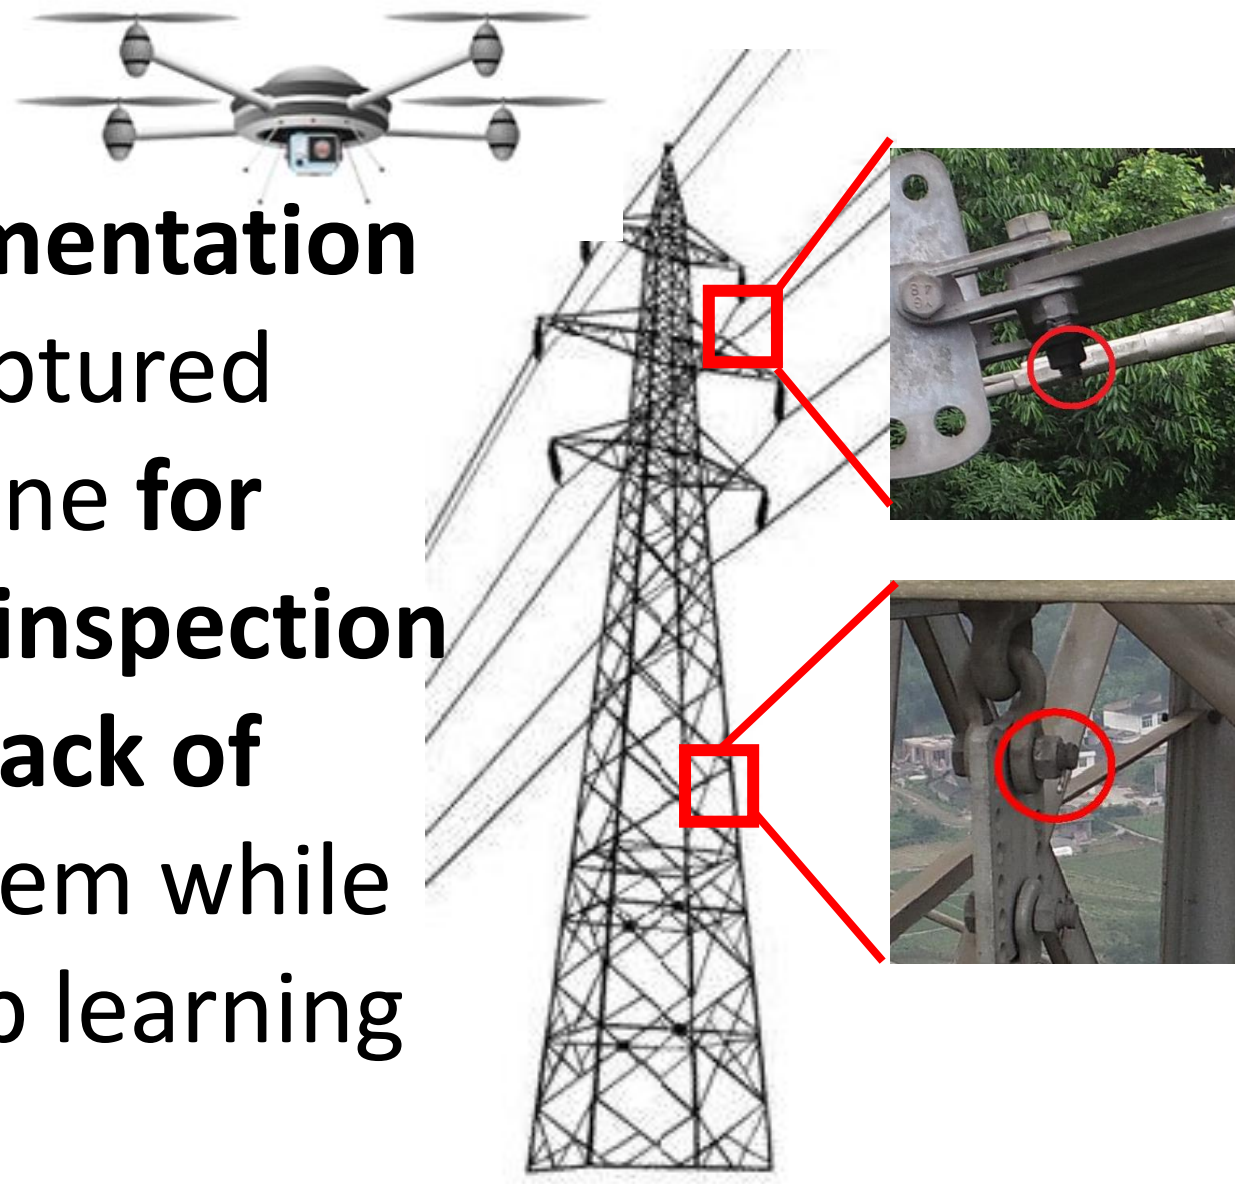 mentation
ptured
ne for
inspection
ack of
em while
p learning